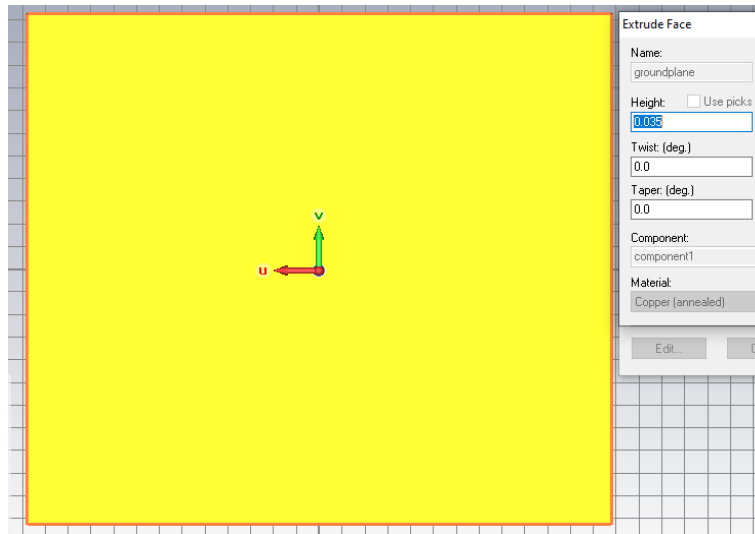 Extrude Face
Name:
groundplane
Height:
Use picks
0.035
Twist: (deg.)
0.0
Taper: (deg.)
0.0
Component:
component1
Material:
Copper (annealed)
Edit...
v
u